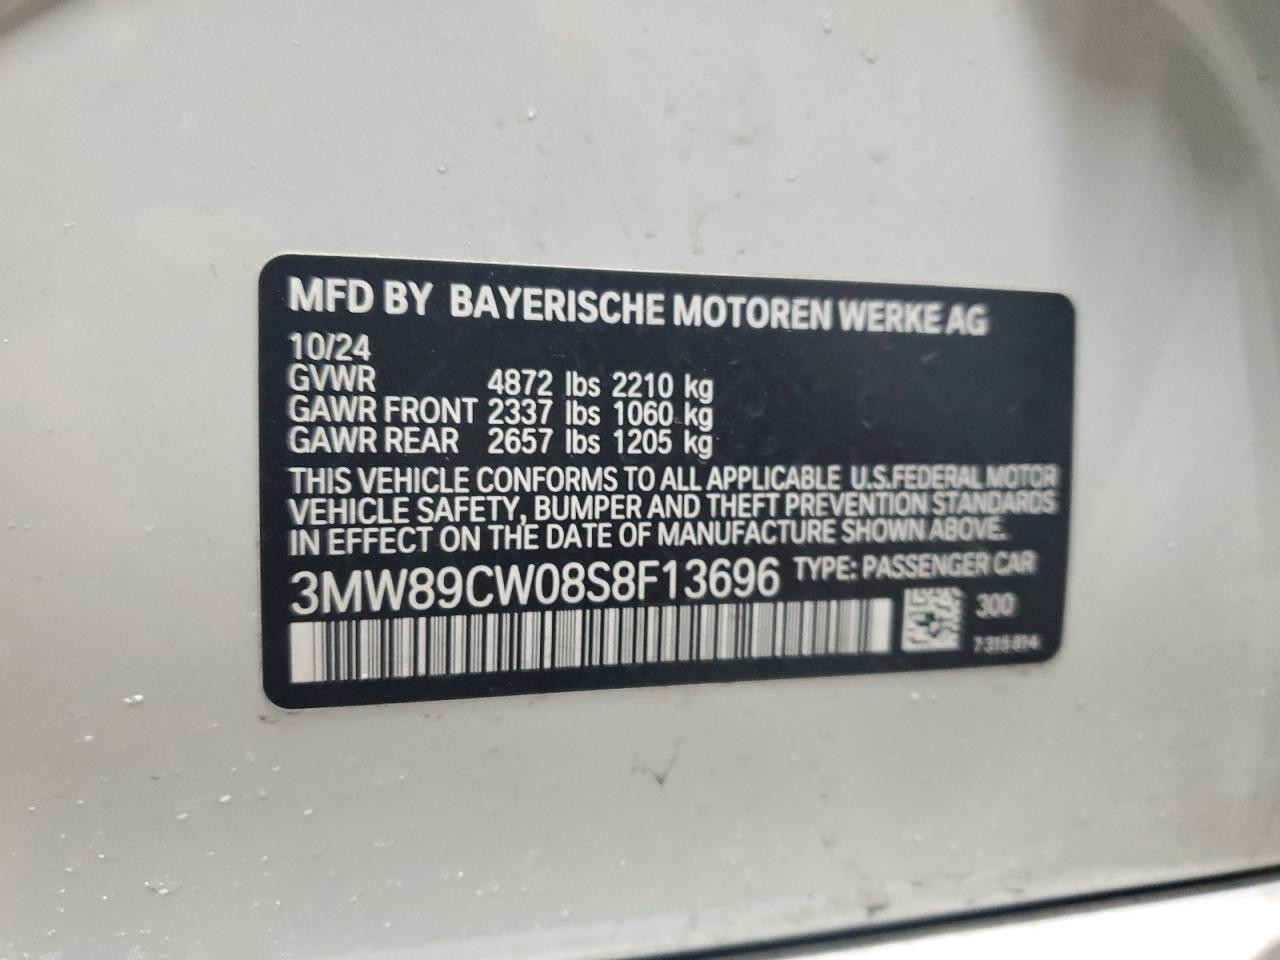 MFD BY BAYERISCHE MOTOREN WERKE AG
10/24
GVWR 4872 lbs 2210 kg
GAWR FRONT 2337 lbs 1060 kg
GAWR REAR 2657 lbs 1205 kg
THIS VEHICLE CONFORMS TO ALL APPLICABLE U.S.FEDERAL MOTOR
VEHICLE SAFETY, BUMPER AND THEFT PREVENTION STANDARDS
IN EFFECT ON THE DATE OF MANUFACTURE SHOWN ABOVE.
3MW89CW08S8F13696 TYPE: PASSENGER CAR
300